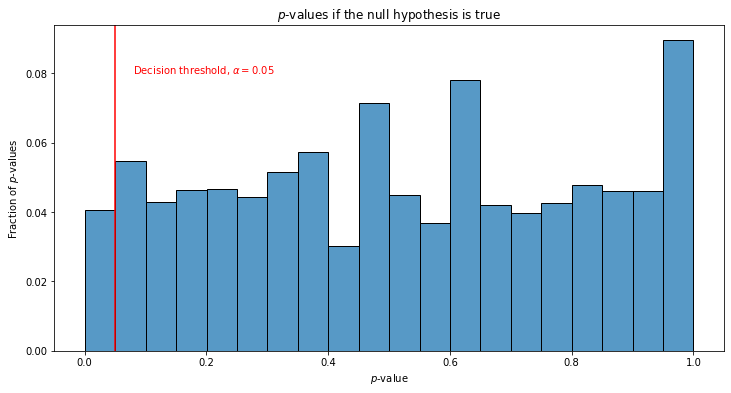 p-values if the null hypothesis is true
Decision threshold, α = 0.05
Fraction of p-values
0.08
0.06
0.04
0.02
0.00
0.0 0.2 0.4 0.6 0.8 1.0
p-value